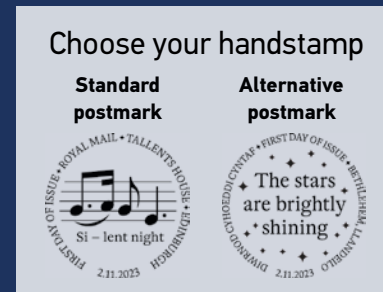 Choose your handstamp
Standard
postmark
Alternative
postmark
FIRST DAY OF ISSUE • ROYAL MAIL • TALLENTS HOUSE • EDINBURGH
Si – lent night
2.11.2023
DIWRNOD CYHOEDDI CYNTAF • FIRST DAY OF ISSUE • BETHLEHEM, LLANDEILO
The stars
are brightly
shining
2.11.2023